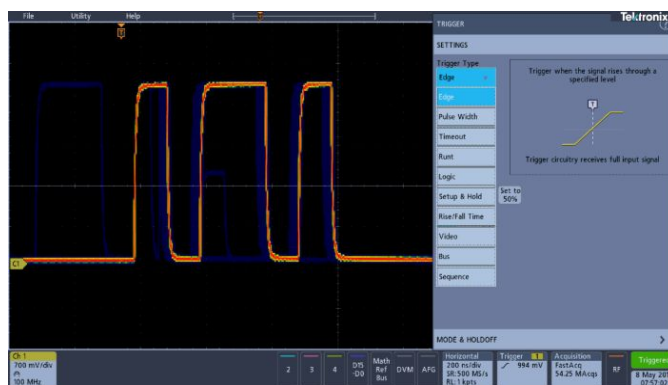 File Utility Help
Tektronix
TRIGGER
SETTINGS
Trigger Type
Edge
Edge
Pulse Width
Timeout
Runt
Logic
Setup & Hold
Rise/Fall Time
Video
Bus
Sequence
Trigger when the signal rises through a
specified level
T
Trigger circuitry receives full input signal
Set to
50%
C1
MODE & HOLDOFF
Ch 1
700 mV/div
100 MHz
2
3
4
D15
-D0
Math
Ref
Bus
DVM
AFG
Horizontal
200 ns/div
SR: 500 MS/s
RL: 1 kpts
Trigger 1
994 mV
Acquisition
FastAcq
54.25 MAcqs
RF
Triggered